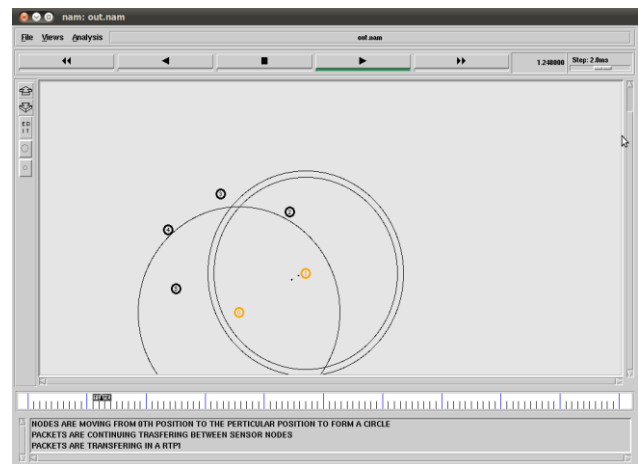 nam: out.nam
File Views Analysis out.nam
1.248000 Step: 2.0ms
NODES ARE MOVING FROM 0TH POSITION TO THE PERTICULAR POSITION TO FORM A CIRCLE
PACKETS ARE CONTINUING TRASFERING BETWEEN SENSOR NODES
PACKETS ARE TRANSFERING IN A RTP1